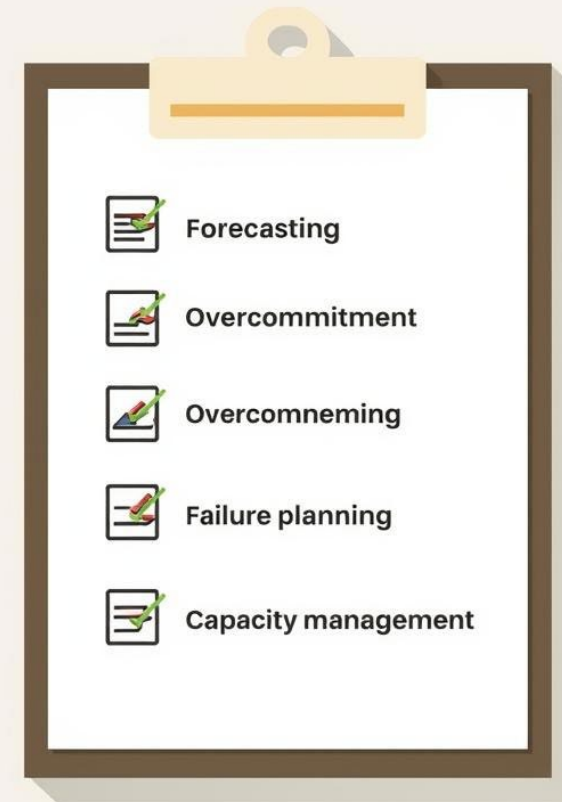 Forecasting
Overcommitment
Overcomneming
Failure planning
Capacity management